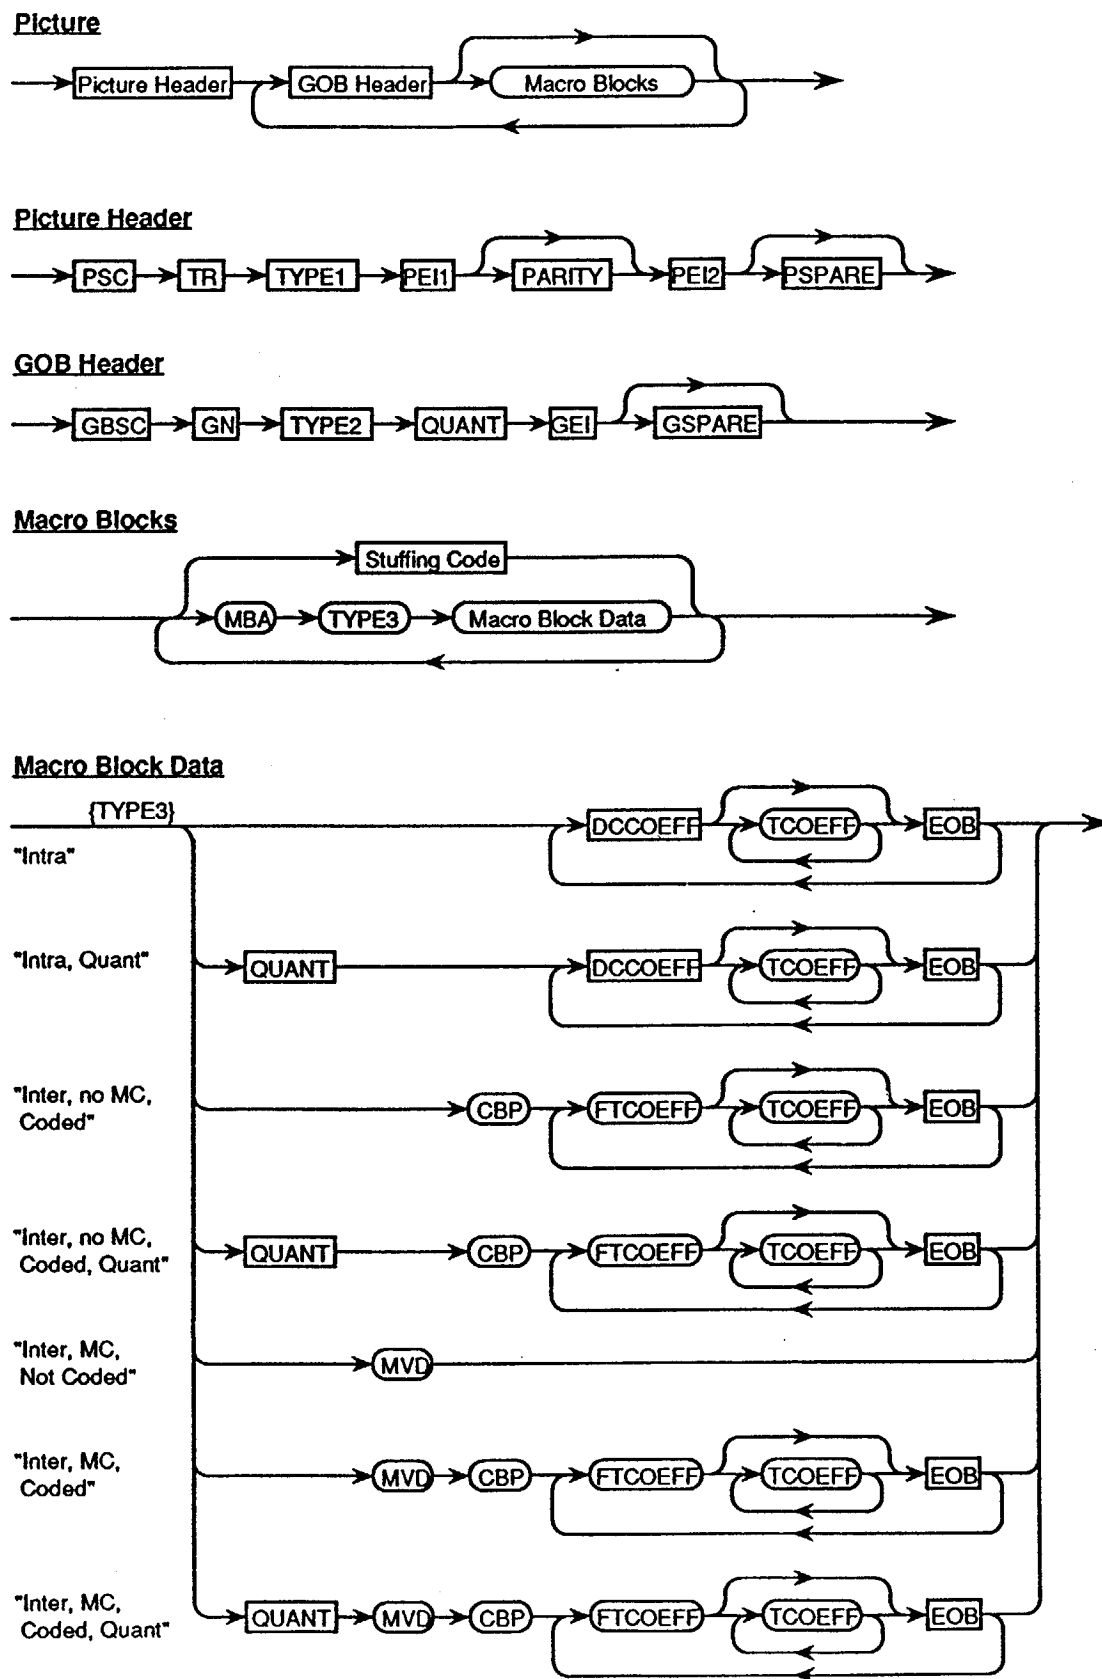 Picture
Picture Header GOB Header Macro Blocks
Picture Header
PSC TR TYPE1 PEI1 PARITY PEI2 PSPARE
GOB Header
GBSC GN TYPE2 QUANT GEI GSPARE
Macro Blocks
Stuffing Code
MBA TYPE3 Macro Block Data
Macro Block Data
{TYPE3}
DCCOEFF TCOEFF EOB
"Intra"
"Intra, Quant" QUANT DCCOEFF TCOEFF EOB
"Inter, no MC,
Coded" CBP FTCOEFF TCOEFF EOB
"Inter, no MC,
Coded, Quant" QUANT CBP FTCOEFF TCOEFF EOB
"Inter, MC,
Not Coded" MVD
"Inter, MC,
Coded" MVD CBP FTCOEFF TCOEFF EOB
"Inter, MC,
Coded, Quant" QUANT MVD CBP FTCOEFF TCOEFF EOB